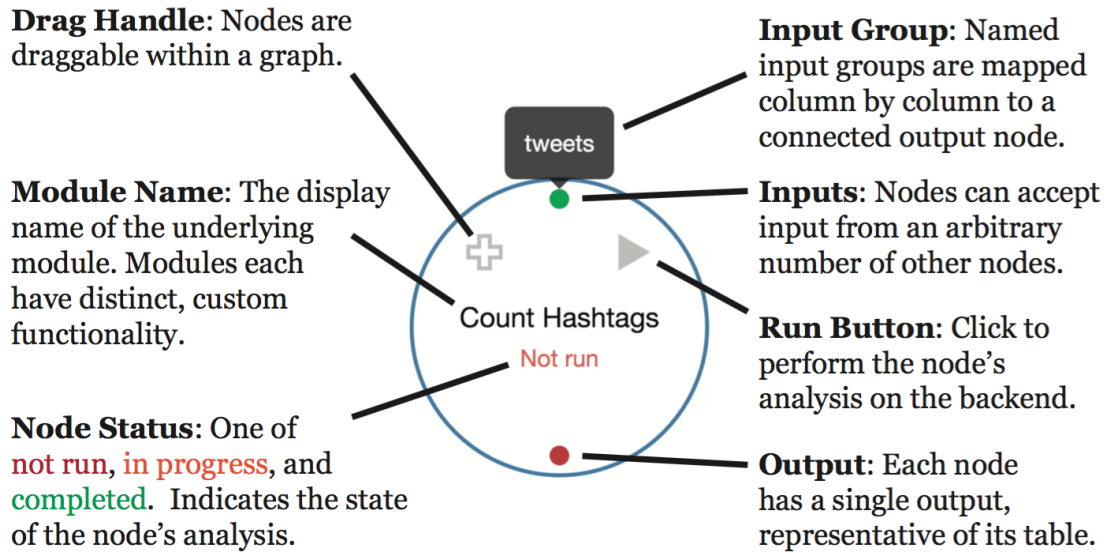 Drag Handle: Nodes are
draggable within a graph.
Module Name: The display
name of the underlying
module. Modules each
have distinct, custom
functionality.
Node Status: One of
not run, in progress, and
completed.  Indicates the state
of the node’s analysis.
tweets
Count Hashtags
Not run
Input Group: Named
input groups are mapped
column by column to a
connected output node.
Inputs: Nodes can accept
input from an arbitrary
number of other nodes.
Run Button: Click to
perform the node’s
analysis on the backend.
Output: Each node
has a single output,
representative of its table.